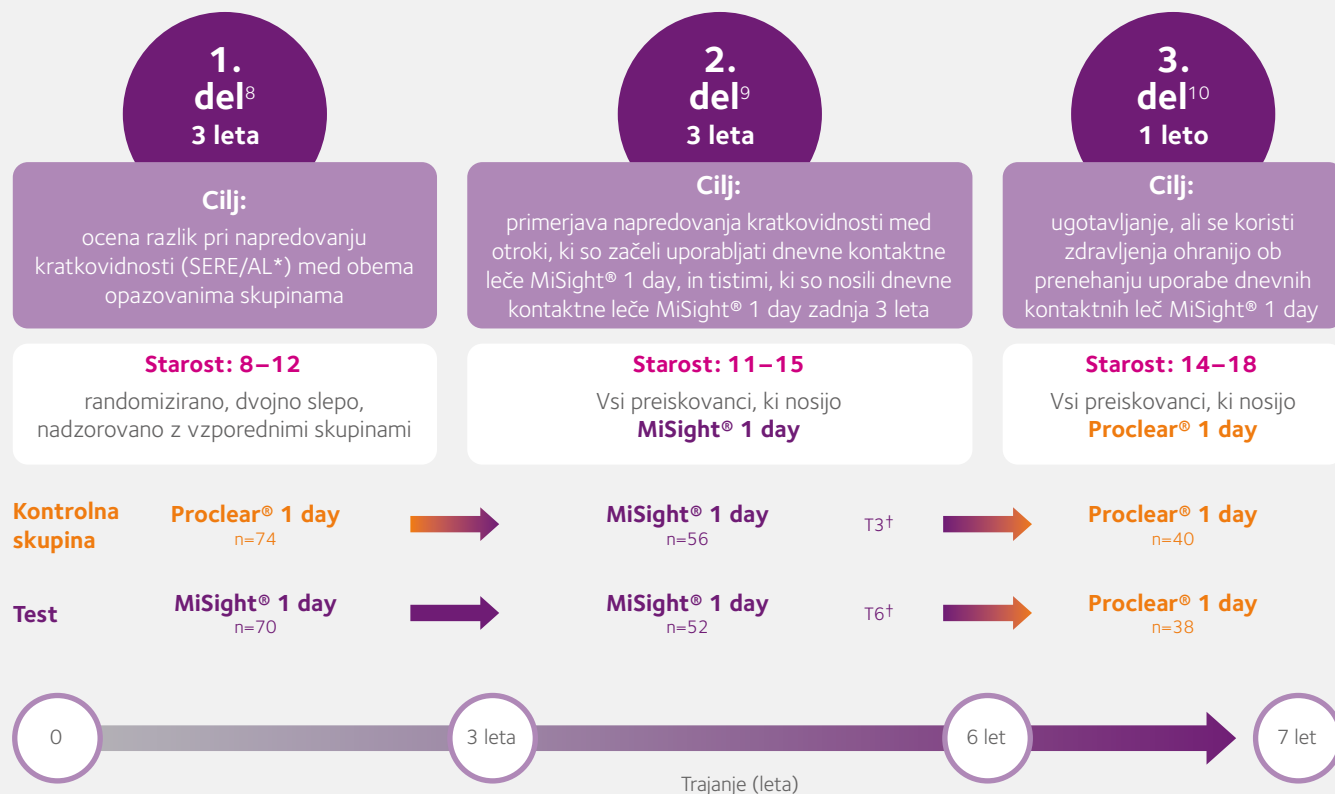 1.
del8
3 leta
Cilj:
ocena razlik pri napredovanju
kratkovidnosti (SERE/AL*) med obema
opazovanima skupinama
Starost: 8–12
randomizirano, dvojno slepo,
nadzorovano z vzporednimi skupinami
2.
del9
3 leta
Cilj:
primerjava napredovanja kratkovidnosti med
otroki, ki so začeli uporabljati dnevne kontaktne
leče MiSight® 1 day, in tistimi, ki so nosili dnevne
kontaktne leče MiSight® 1 day zadnja 3 leta
Starost: 11–15
Vsi preiskovanci, ki nosijo
MiSight® 1 day
3.
del10
1 leto
Cilj:
ugotavljanje, ali se koristi
zdravljenja ohranijo ob
prenehanju uporabe dnevnih
kontaktnih leč MiSight® 1 day
Starost: 14–18
Vsi preiskovanci, ki nosijo
Proclear® 1 day
Kontrolna
skupina
Proclear® 1 day
n=74
MiSight® 1 day
n=56
T3†
Proclear® 1 day
n=40
Test
MiSight® 1 day
n=70
MiSight® 1 day
n=52
T6†
Proclear® 1 day
n=38
0
3 leta
6 let
7 let
Trajanje (leta)